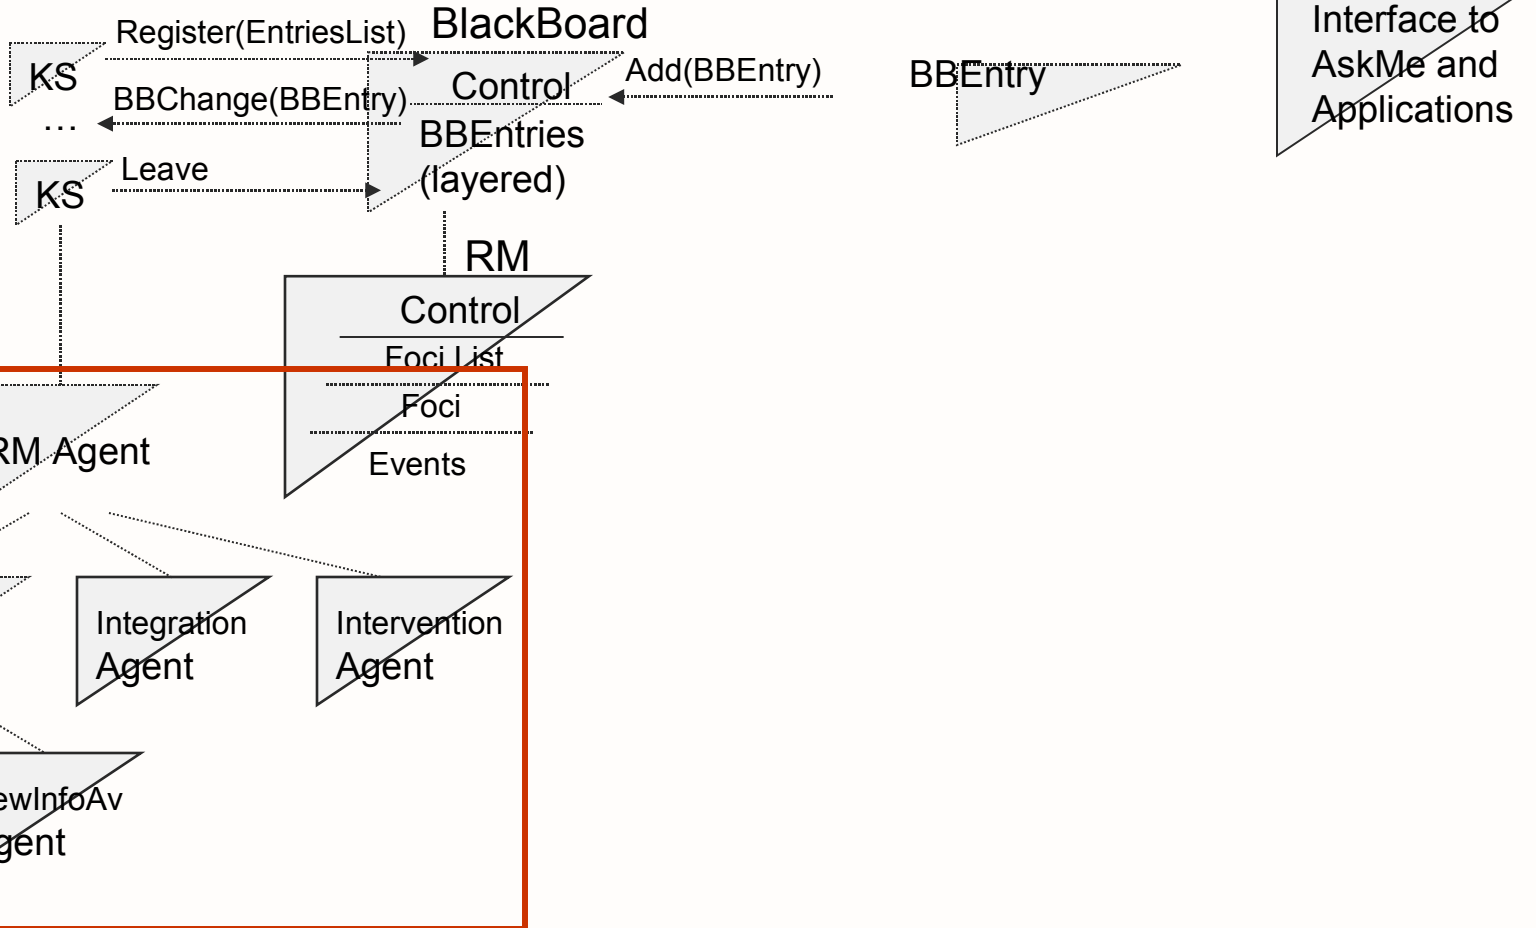 Register(EntriesList)
BlackBoard
KS
Control
Add(BBEntry)
BBEntry
Interface to
AskMe and
Applications
BBChange(BBEntry)
...
BBEntries
(layered)
Leave
KS
RM
Control
Foci List
Foci
Events
RM Agent
Integration
Agent
Intervention
Agent
ewInfoAv
gent